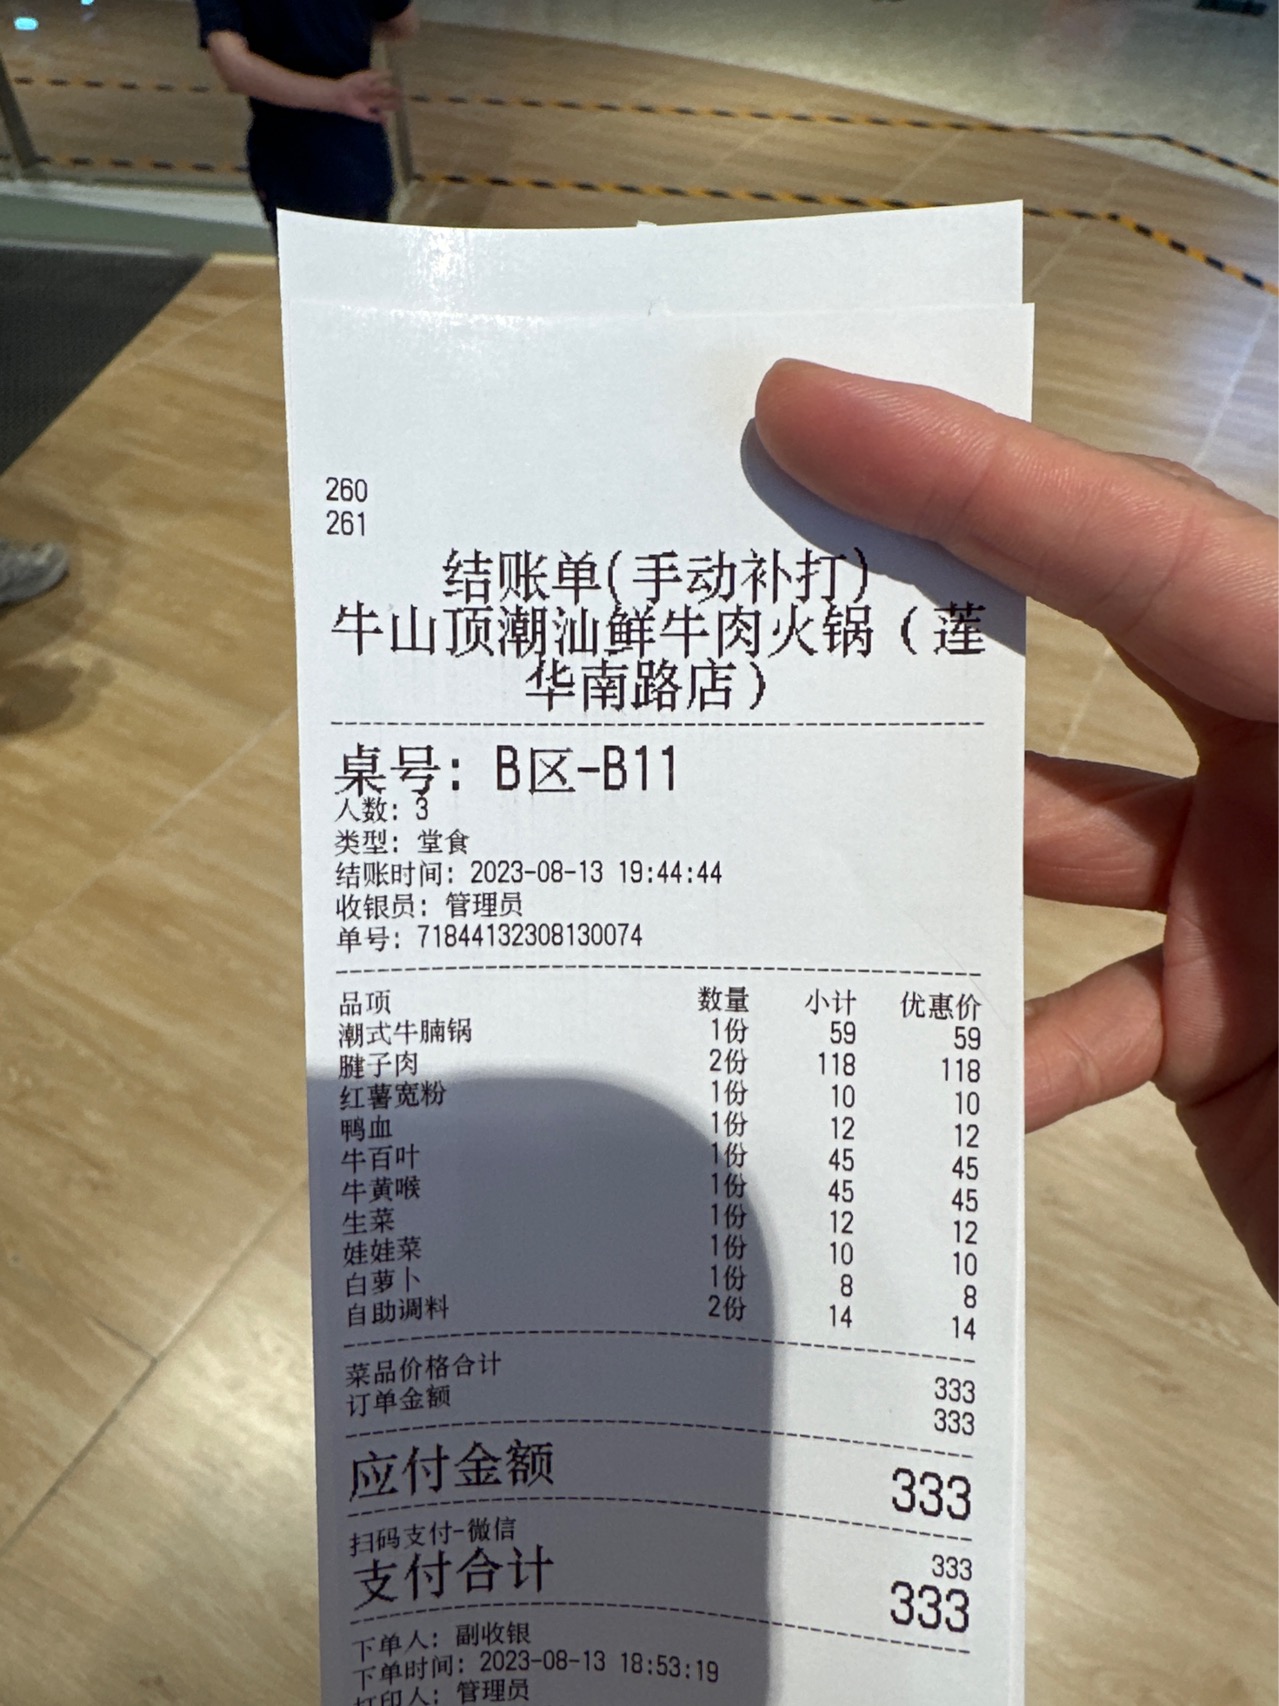 260
261
结账单(手动补打)
牛山顶潮汕鲜牛肉火锅（莲
华南路店）
桌号: B区-B11
人数: 3
类型: 堂食
结账时间: 2023-08-13 19:44:44
收银员: 管理员
单号: 71844132308130074
品项 数量 小计 优惠价
潮式牛腩锅 1份 59 59
腱子肉 2份 118 118
红薯宽粉 1份 10 10
鸭血 1份 12 12
牛百叶 1份 45 45
牛黄喉 1份 45 45
生菜 1份 12 12
娃娃菜 1份 10 10
白萝卜 1份 8 8
自助调料 2份 14 14
菜品价格合计 333
订单金额 333
应付金额 333
扫码支付-微信 333
支付合计 333
下单人: 副收银
下单时间: 2023-08-13 18:53:19
打印人: 管理员